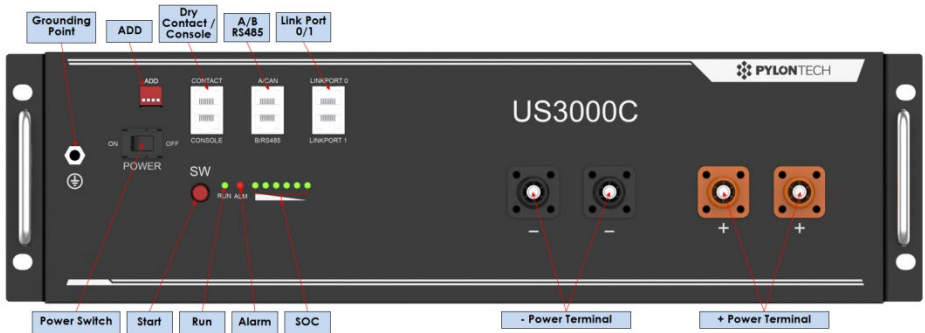 Grounding
Point
ADD
Dry
Contact /
Console
A/B
RS485
Link Port
0/1
ADD
CONTACT
A/CAN
LINKPORT 0
PYLONTECH
CONSOLE
B/RS485
LINKPORT 1
US3000C
ON
OFF
POWER
SW
RUN
ALM
–
–
+
+
Power Switch
Start
Run
Alarm
SOC
- Power Terminal
+ Power Terminal